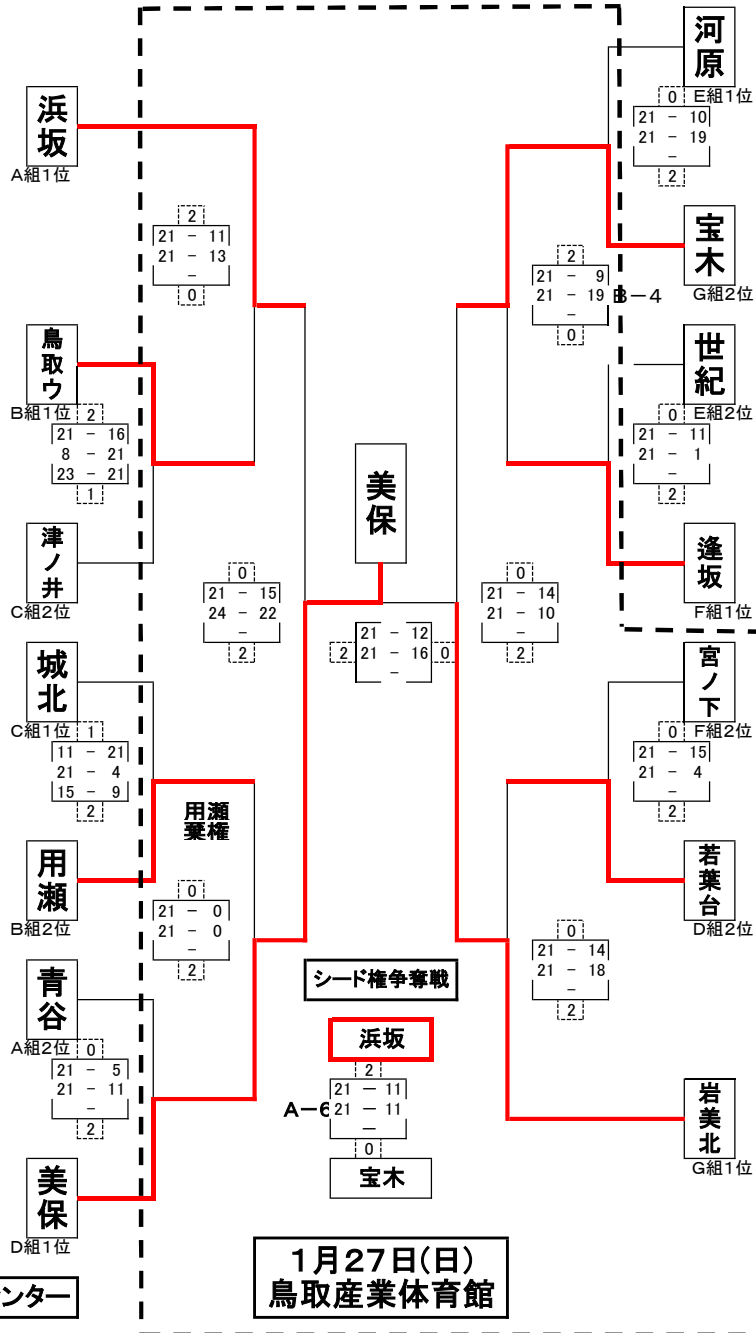 河原
E組1位
0
21 - 10
21 - 19
-
2
宝木
G組2位
浜坂
A組1位
2
21 - 11
21 - 13
-
0
2
21 - 9
21 - 19
-
0
B-4
鳥取ウ
B組1位
2
21 - 16
8 - 21
23 - 21
1
津ノ井
C組2位
世紀
E組2位
0
21 - 11
21 - 1
-
2
逢坂
F組1位
美保
0
21 - 15
24 - 22
-
2
0
21 - 14
21 - 10
-
2
2
21 - 12
21 - 16
-
0
城北
C組1位
1
11 - 21
21 - 4
15 - 9
2
用瀬
B組2位
用瀬
棄権
0
21 - 0
21 - 0
-
2
宮ノ下
F組2位
0
21 - 15
21 - 4
-
2
若葉台
D組2位
0
21 - 14
21 - 18
-
2
青谷
A組2位
0
21 - 5
21 - 11
-
2
美保
D組1位
シード権争奪戦
浜坂
2
A-6
21 — 11
21 — 11
—
0
宝木
岩美北
G組1位
ンター
1月27日(日)
鳥取産業体育館